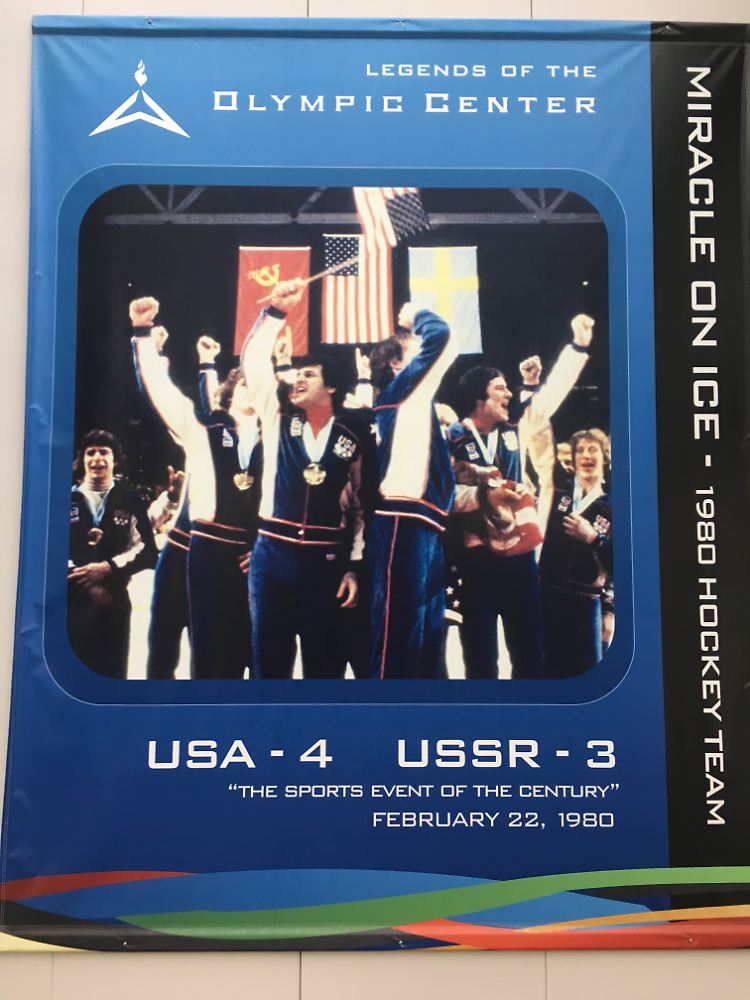 LEGENDS OF THE
OLYMPIC CENTER
MIRACLE ON ICE - 1980 HOCKEY TEAM
USA
USA - 4 USSR - 3
“THE SPORTS EVENT OF THE CENTURY”
FEBRUARY 22, 1980